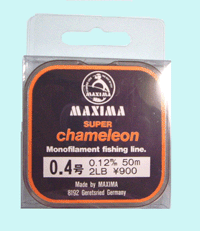 MAXIMA
MAXIMA
SUPER
chameleon
Monofilament fishing line.
0.4号
0.12% 50m
2LB ¥900
Made by MAXIMA
8192 Geretsried Germany